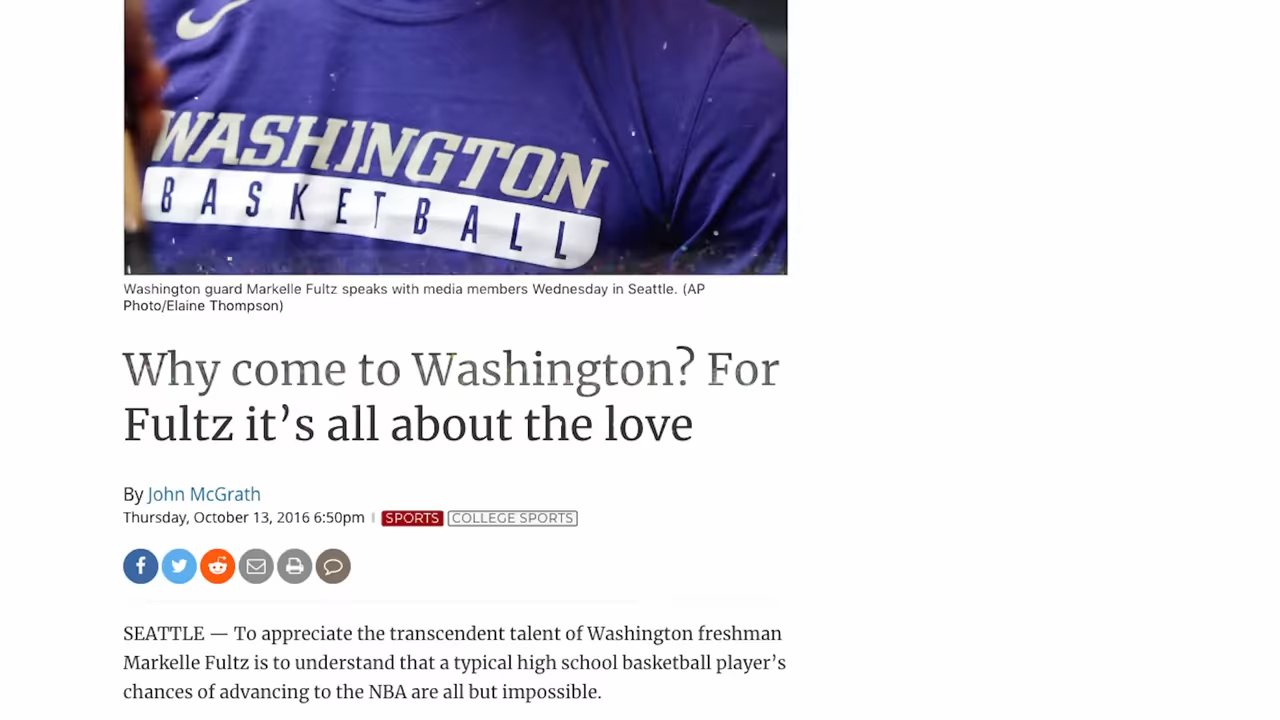 WASHINGTON
BASKETBALL
Washington guard Markelle Fultz speaks with media members Wednesday in Seattle. (AP
Photo/Elaine Thompson)
Why come to Washington? For
Fultz it’s all about the love
By John McGrath
Thursday, October 13, 2016 6:50pm | SPORTS COLLEGE SPORTS
SEATTLE — To appreciate the transcendent talent of Washington freshman
Markelle Fultz is to understand that a typical high school basketball player’s
chances of advancing to the NBA are all but impossible.